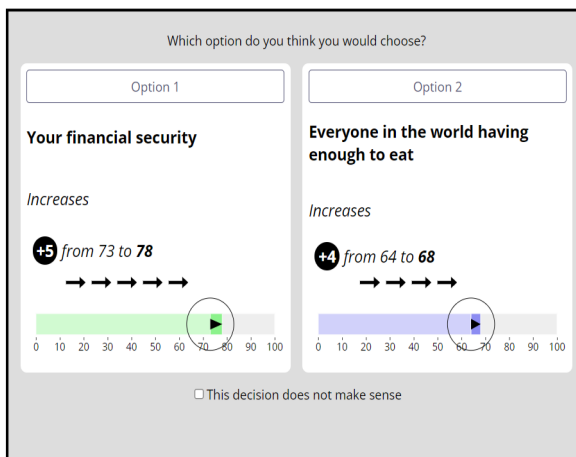 Which option do you think you would choose?
Option 1
Your financial security
Increases
+5 from 73 to 78
0 10 20 30 40 50 60 70 80 90 100
Option 2
Everyone in the world having
enough to eat
Increases
+4 from 64 to 68
0 10 20 30 40 50 60 70 80 90 100
This decision does not make sense